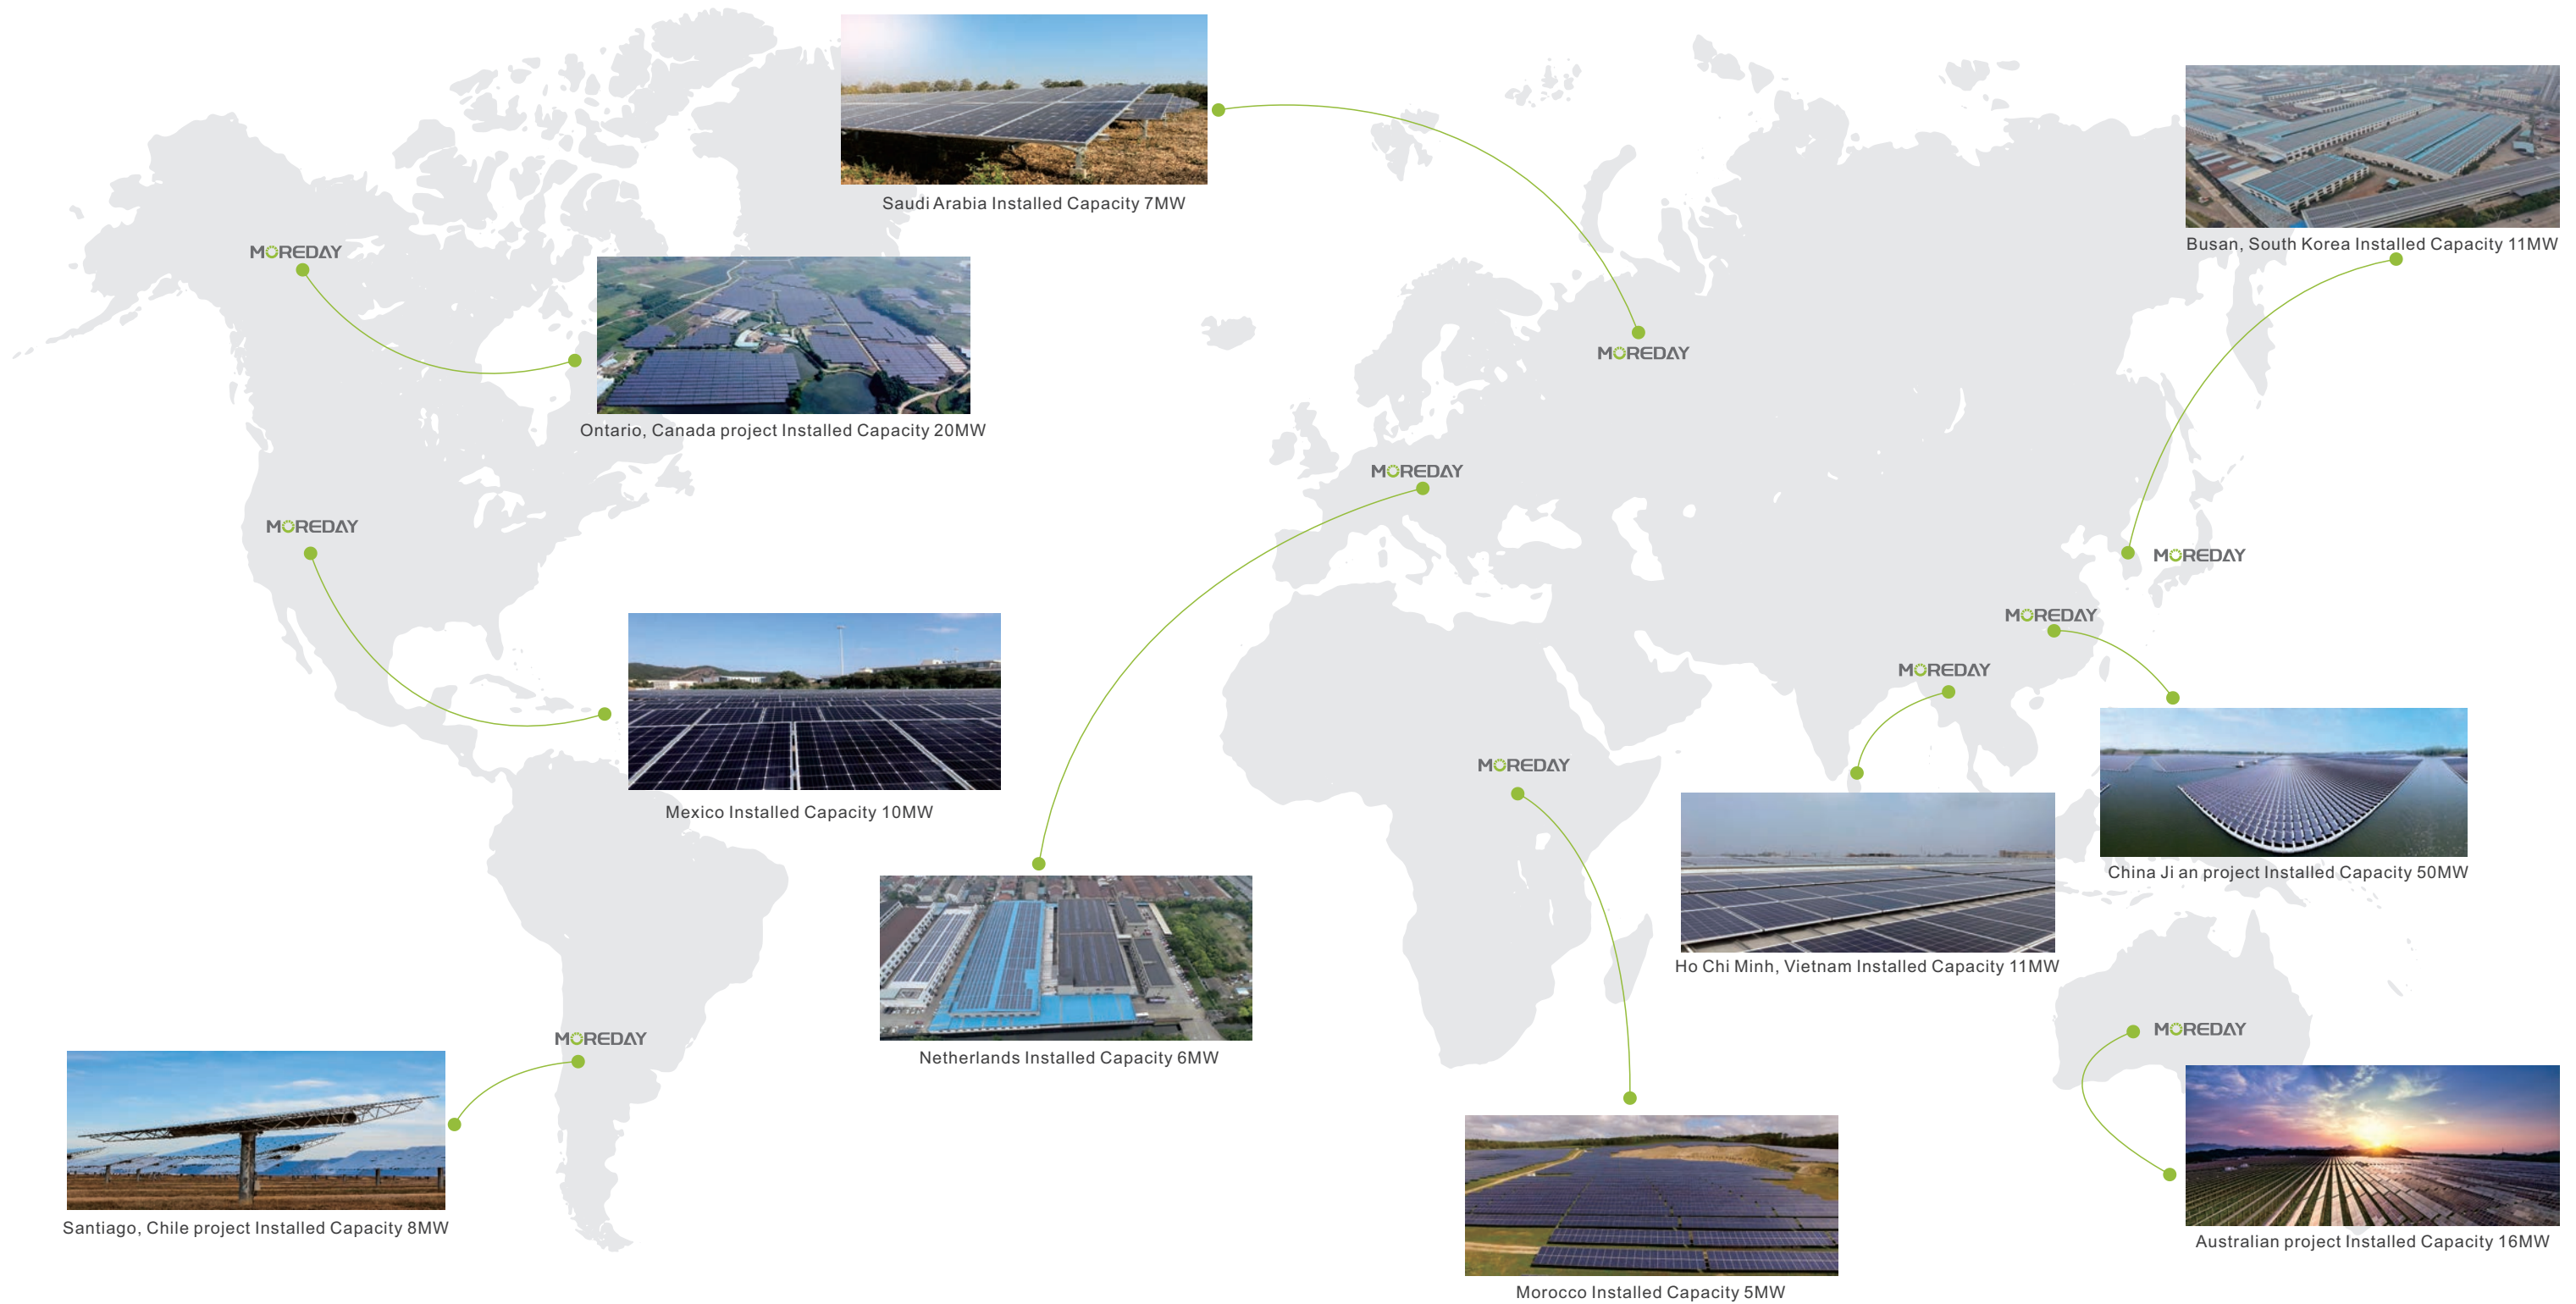 Saudi Arabia Installed Capacity 7MW
Busan, South Korea Installed Capacity 11MW
MOREDAY
MOREDAY
Ontario, Canada project Installed Capacity 20MW
MOREDAY
MOREDAY
MOREDAY
MOREDAY
MOREDAY
MOREDAY
Mexico Installed Capacity 10MW
MOREDAY
China Ji an project Installed Capacity 50MW
Ho Chi Minh, Vietnam Installed Capacity 11MW
Netherlands Installed Capacity 6MW
MOREDAY
MOREDAY
Santiago, Chile project Installed Capacity 8MW
Australian project Installed Capacity 16MW
Morocco Installed Capacity 5MW